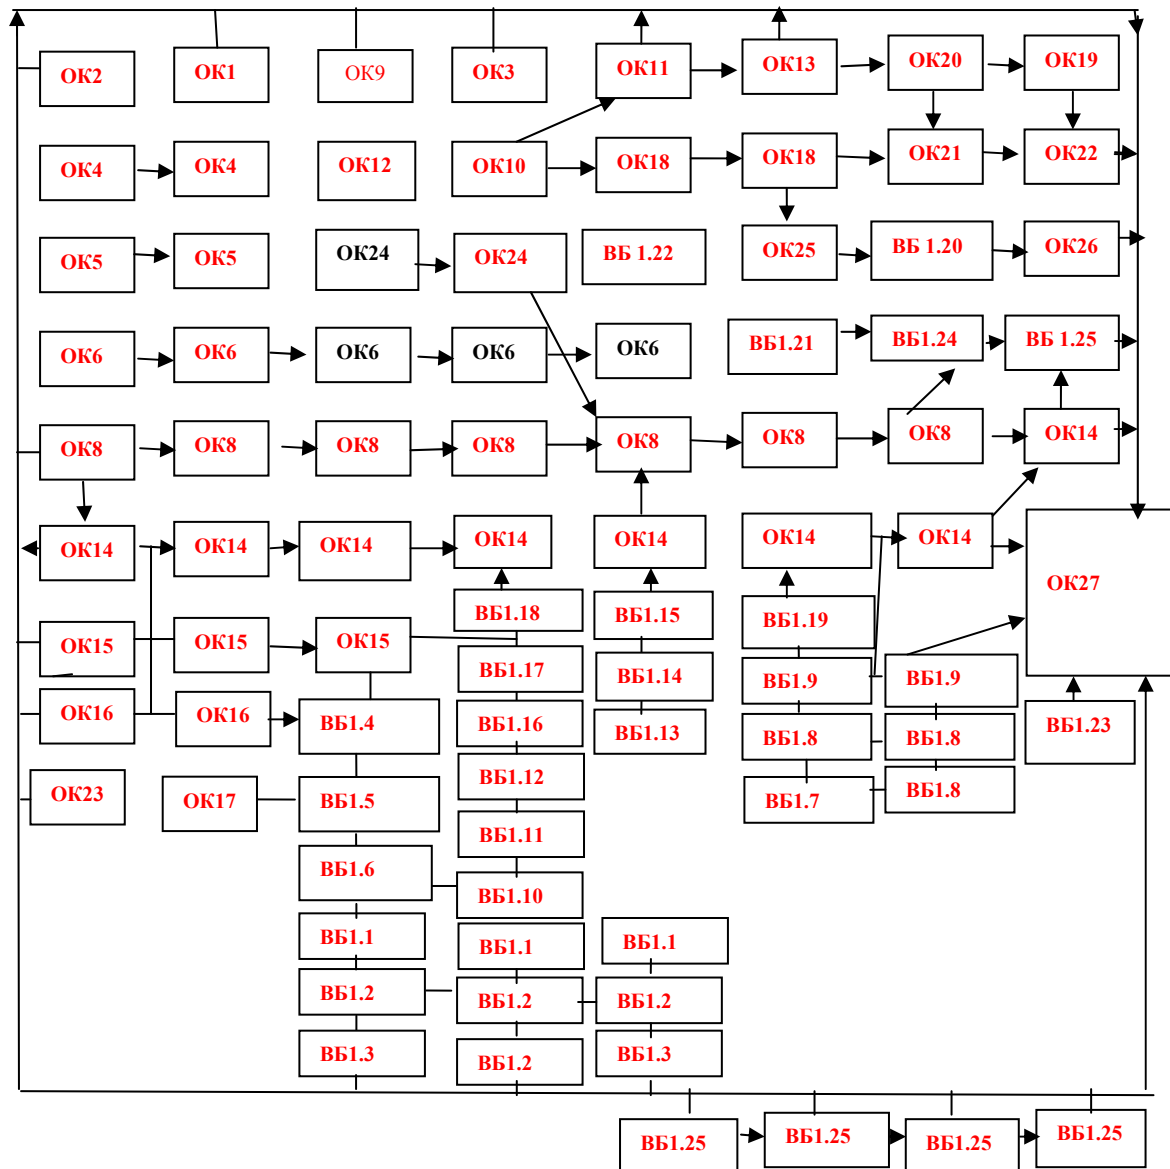 ОК2
ОК1
ОК9
ОК3
ОК11
ОК13
ОК20
ОК19
ОК4
ОК4
ОК12
ОК10
ОК18
ОК18
ОК21
ОК22
ОК5
ОК5
ОК24
ОК24
ВБ 1.22
ОК25
ВБ 1.20
ОК26
ОК6
ОК6
ОК6
ОК6
ОК6
ВБ1.21
ВБ1.24
ВБ 1.25
ОК8
ОК8
ОК8
ОК8
ОК8
ОК8
ОК8
ОК14
ОК14
ОК14
ОК14
ОК14
ОК14
ОК14
ОК14
ОК27
ВБ1.18
ВБ1.15
ВБ1.19
ОК15
ОК15
ОК15
ВБ1.17
ВБ1.14
ВБ1.9
ВБ1.9
ОК16
ОК16
ВБ1.4
ВБ1.16
ВБ1.13
ВБ1.8
ВБ1.8
ВБ1.23
ОК23
ОК17
ВБ1.5
ВБ1.12
ВБ1.7
ВБ1.8
ВБ1.11
ВБ1.6
ВБ1.10
ВБ1.1
ВБ1.1
ВБ1.1
ВБ1.2
ВБ1.2
ВБ1.2
ВБ1.3
ВБ1.2
ВБ1.3
ВБ1.25
ВБ1.25
ВБ1.25
ВБ1.25